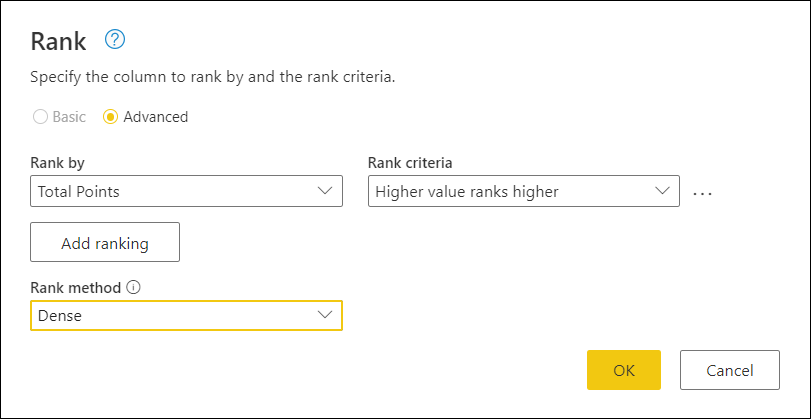 Rank
Specify the column to rank by and the rank criteria.
Basic Advanced
Rank by Rank criteria
Total Points Higher value ranks higher ...
Add ranking
Rank method
Dense
OK Cancel